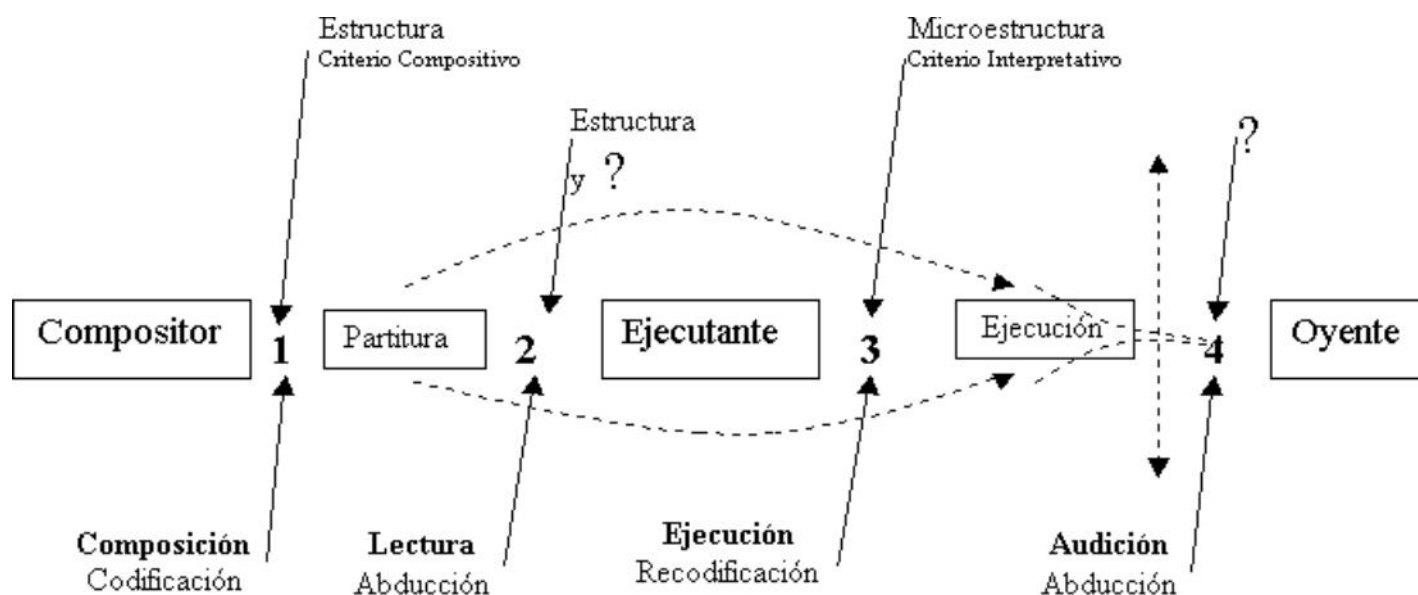 Estructura
Criterio Compositivo
Microestructura
Criterio Interpretativo
Estructura
y ?
?
Compositor
1
Partitura
2
Ejecutante
3
Ejecución
4
Oyente
Composición
Codificación
Lectura
Abducción
Ejecución
Recodificación
Audición
Abducción